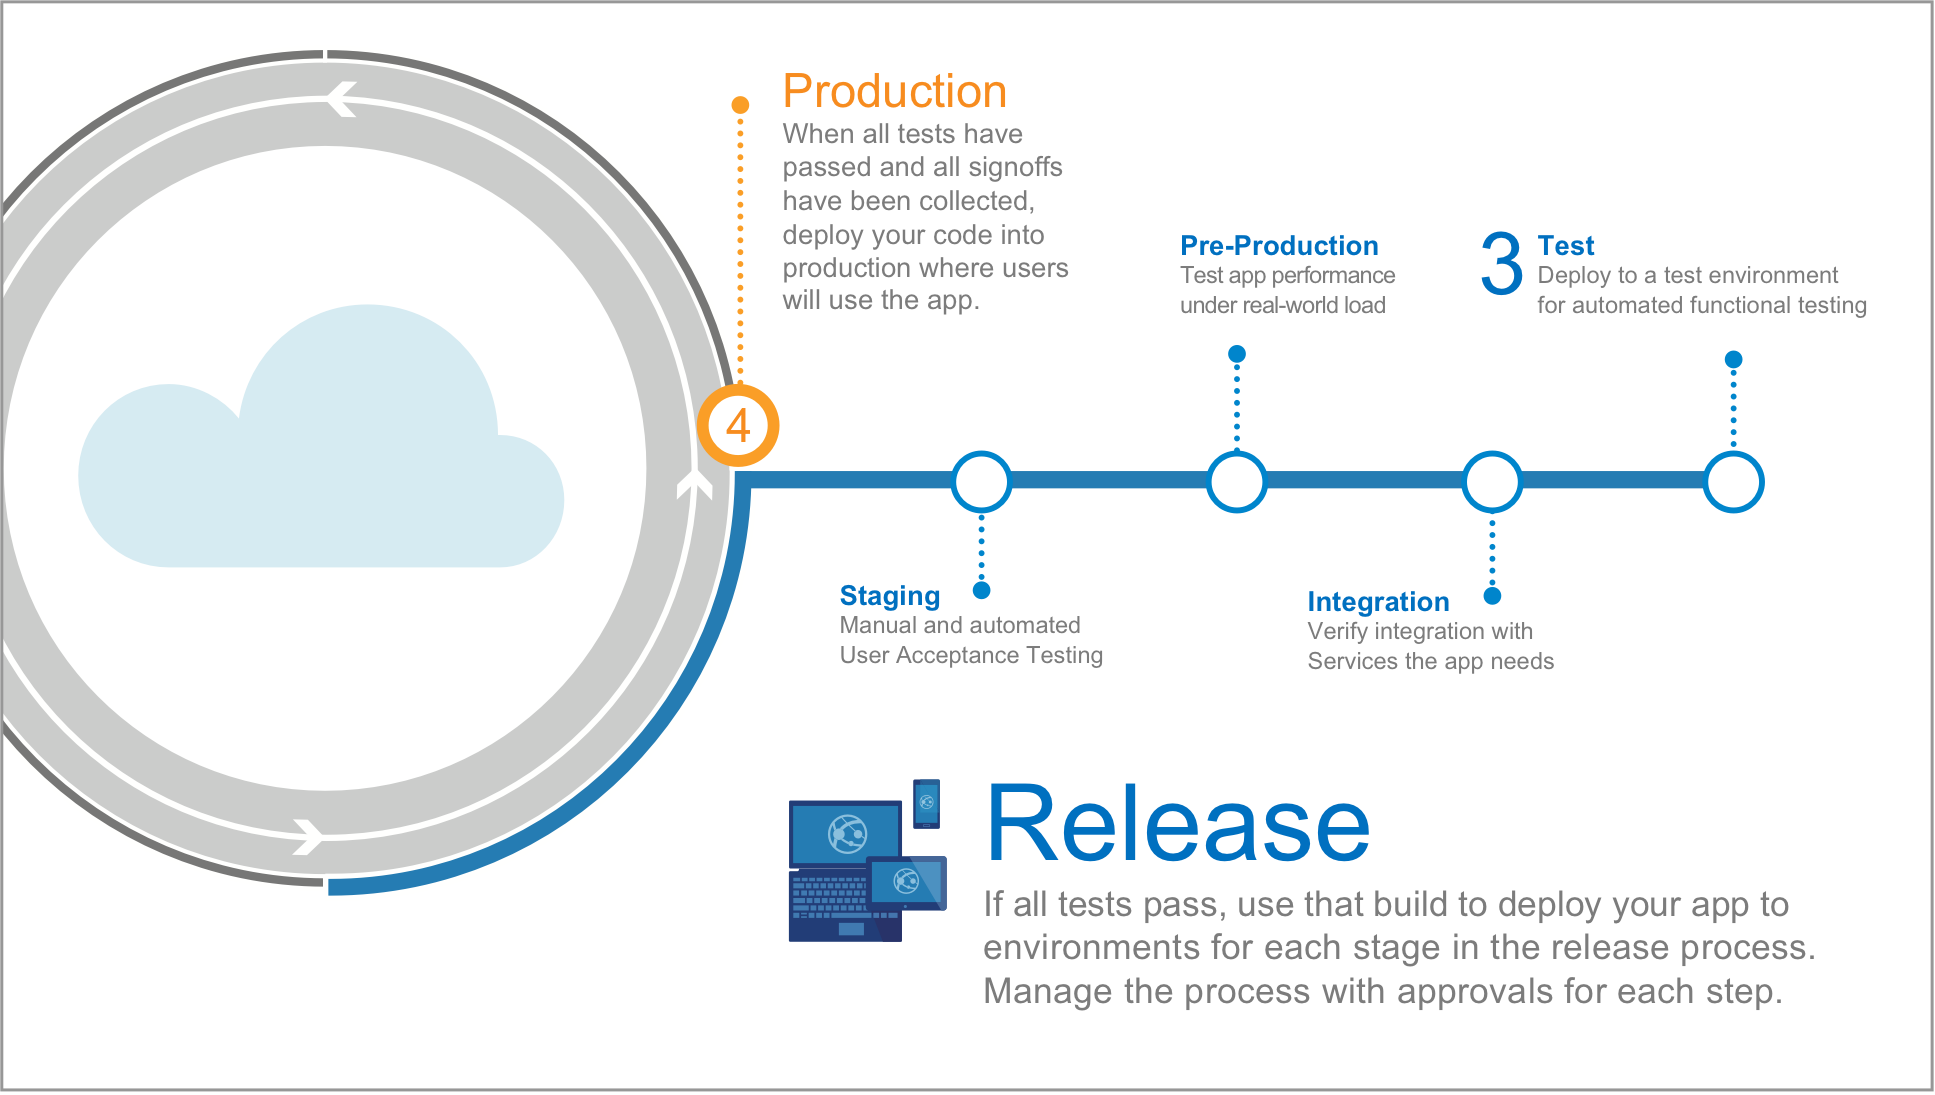 Production
When all tests have
passed and all signoffs
have been collected,
deploy your code into
production where users
will use the app.
4
Pre-Production
Test app performance
under real-world load
3 Test
Deploy to a test environment
for automated functional testing
Staging
Manual and automated
User Acceptance Testing
Integration
Verify integration with
Services the app needs
Release
If all tests pass, use that build to deploy your app to
environments for each stage in the release process.
Manage the process with approvals for each step.